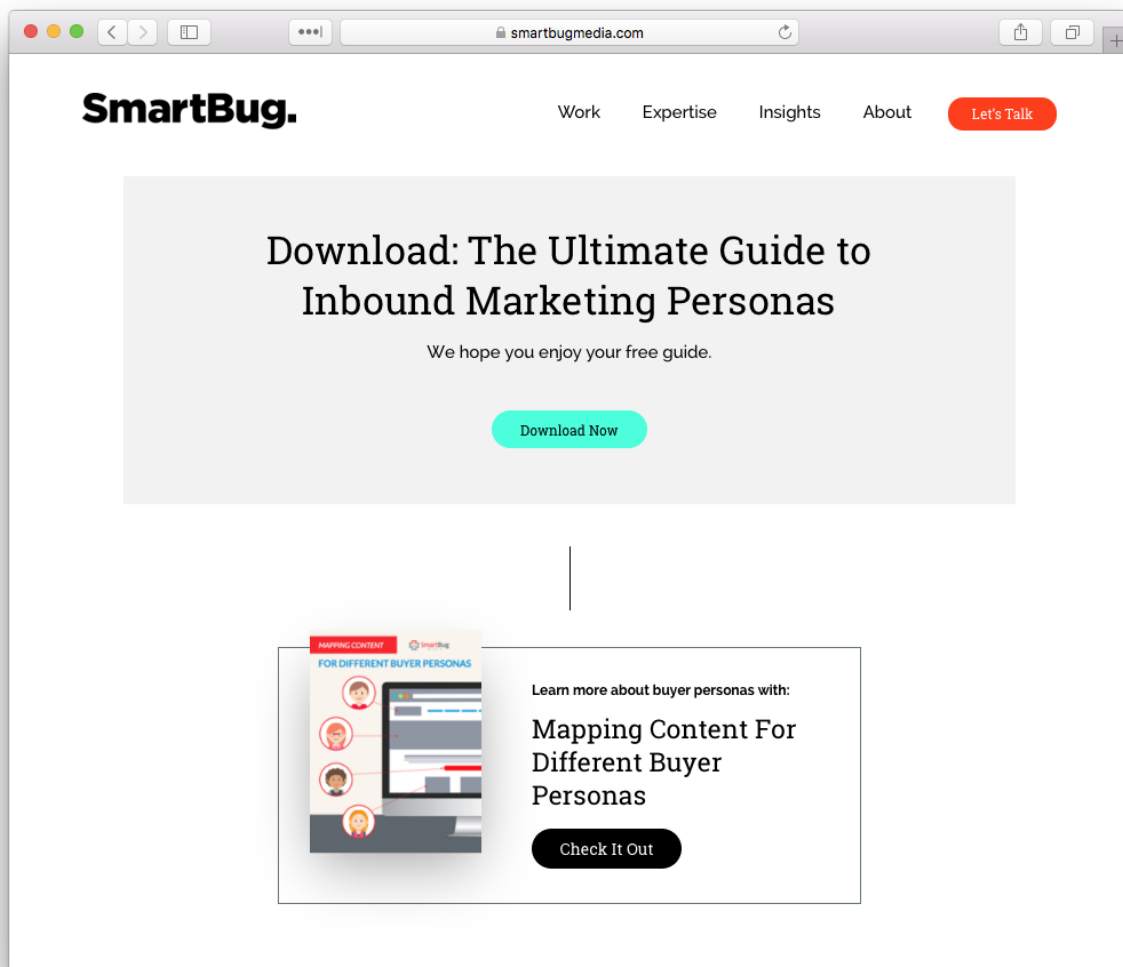 smartbugmedia.com
SmartBug.
Work Expertise Insights About Let's Talk
Download: The Ultimate Guide to
Inbound Marketing Personas
We hope you enjoy your free guide.
Download Now
MAPPING CONTENT SmartBug
FOR DIFFERENT BUYER PERSONAS
Learn more about buyer personas with:
Mapping Content For
Different Buyer
Personas
Check It Out